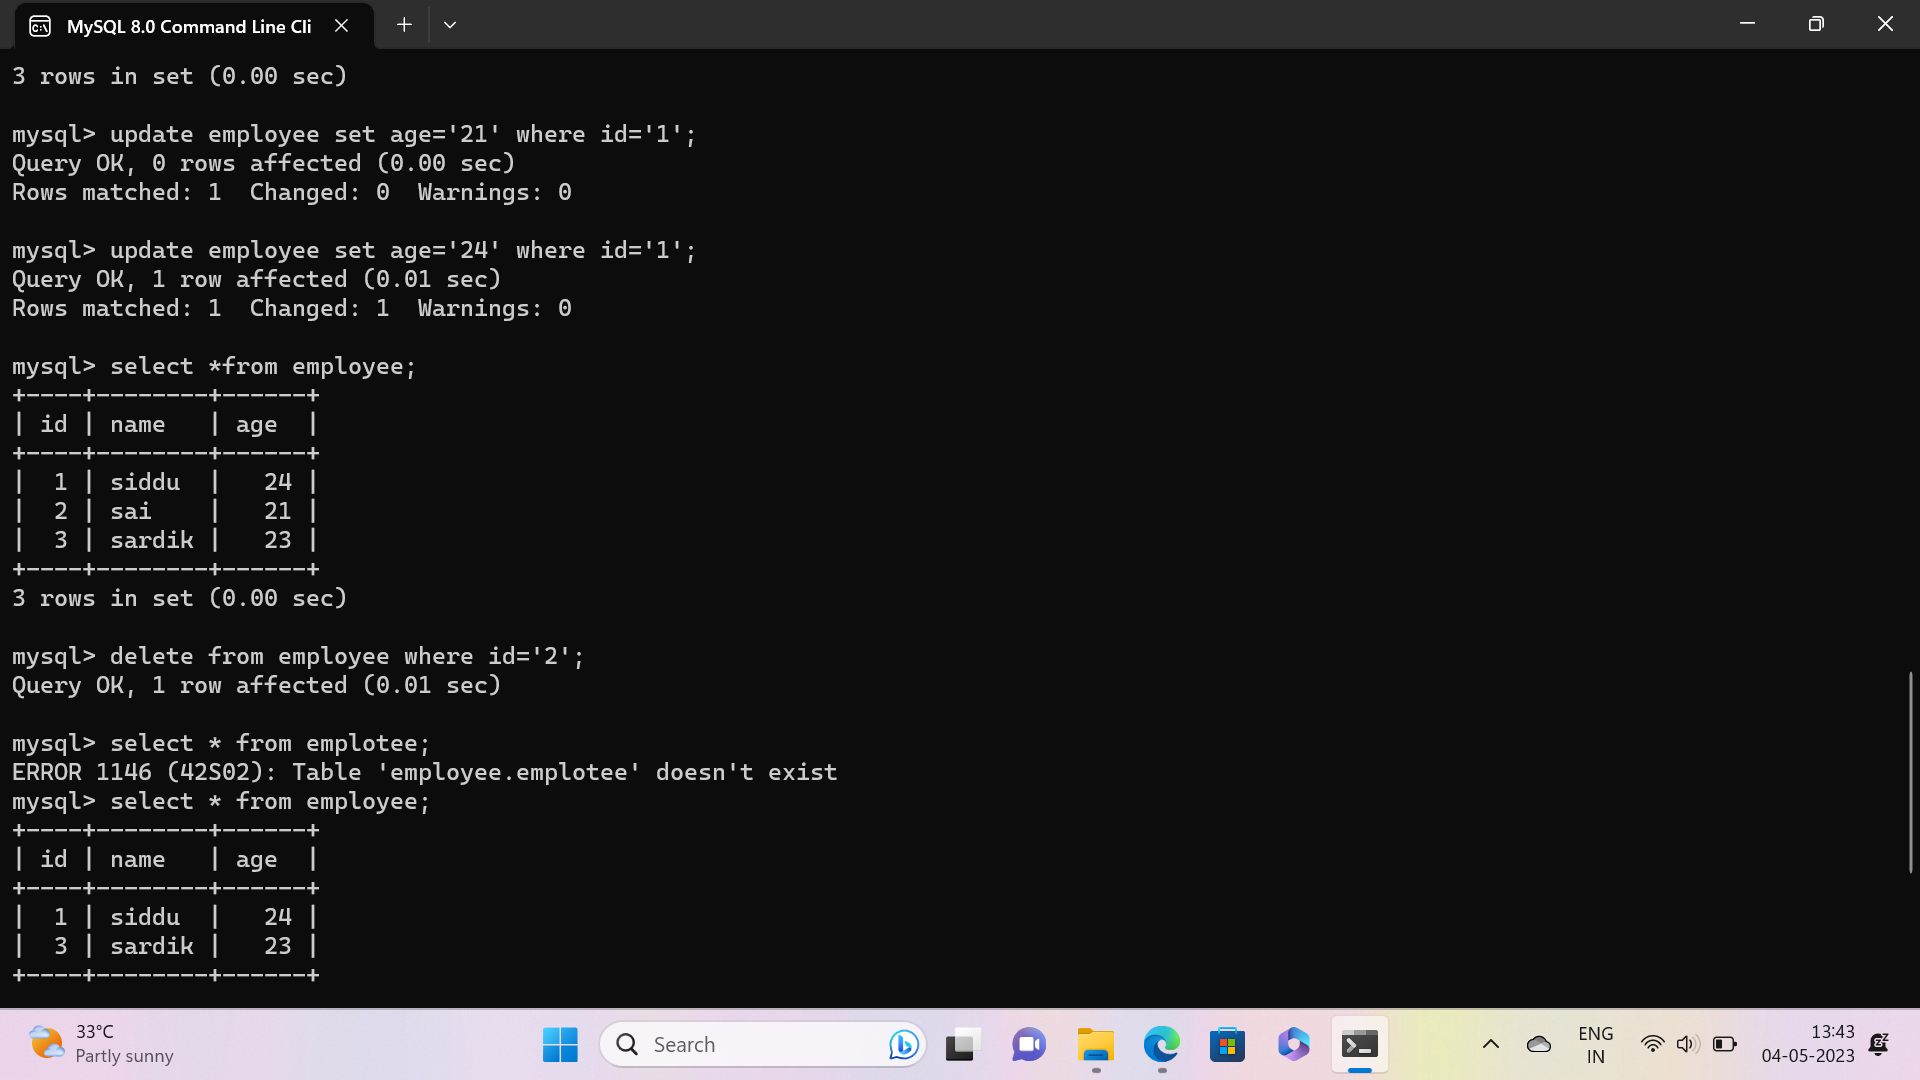 MySQL 8.0 Command Line Cli
3 rows in set (0.00 sec)
mysql> update employee set age='21' where id='1';
Query OK, 0 rows affected (0.00 sec)
Rows matched: 1  Changed: 0  Warnings: 0
mysql> update employee set age='24' where id='1';
Query OK, 1 row affected (0.01 sec)
Rows matched: 1  Changed: 1  Warnings: 0
mysql> select *from employee;
+----+--------+------+
| id | name   | age  |
+----+--------+------+
|  1 | siddu  |   24 |
|  2 | sai    |   21 |
|  3 | sardik |   23 |
+----+--------+------+
3 rows in set (0.00 sec)
mysql> delete from employee where id='2';
Query OK, 1 row affected (0.01 sec)
mysql> select * from emplotee;
ERROR 1146 (42S02): Table 'employee.emplotee' doesn't exist
mysql> select * from employee;
+----+--------+------+
| id | name   | age  |
+----+--------+------+
|  1 | siddu  |   24 |
|  3 | sardik |   23 |
+----+--------+------+
33°C
Partly sunny
Search
ENG
IN
13:43
04-05-2023